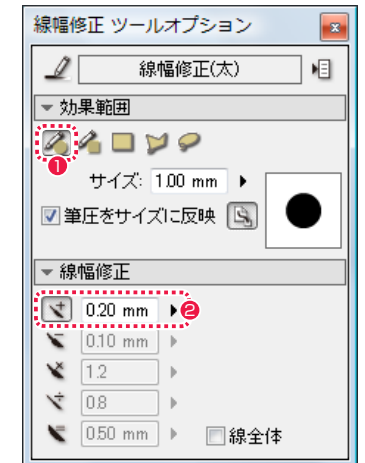 線幅修正 ツールオプション
線幅修正(太)
効果範囲
1
サイズ: 1.00 mm
筆圧をサイズに反映
線幅修正
0.20 mm 2
0.10 mm
1.2
0.8
0.50 mm 線全体